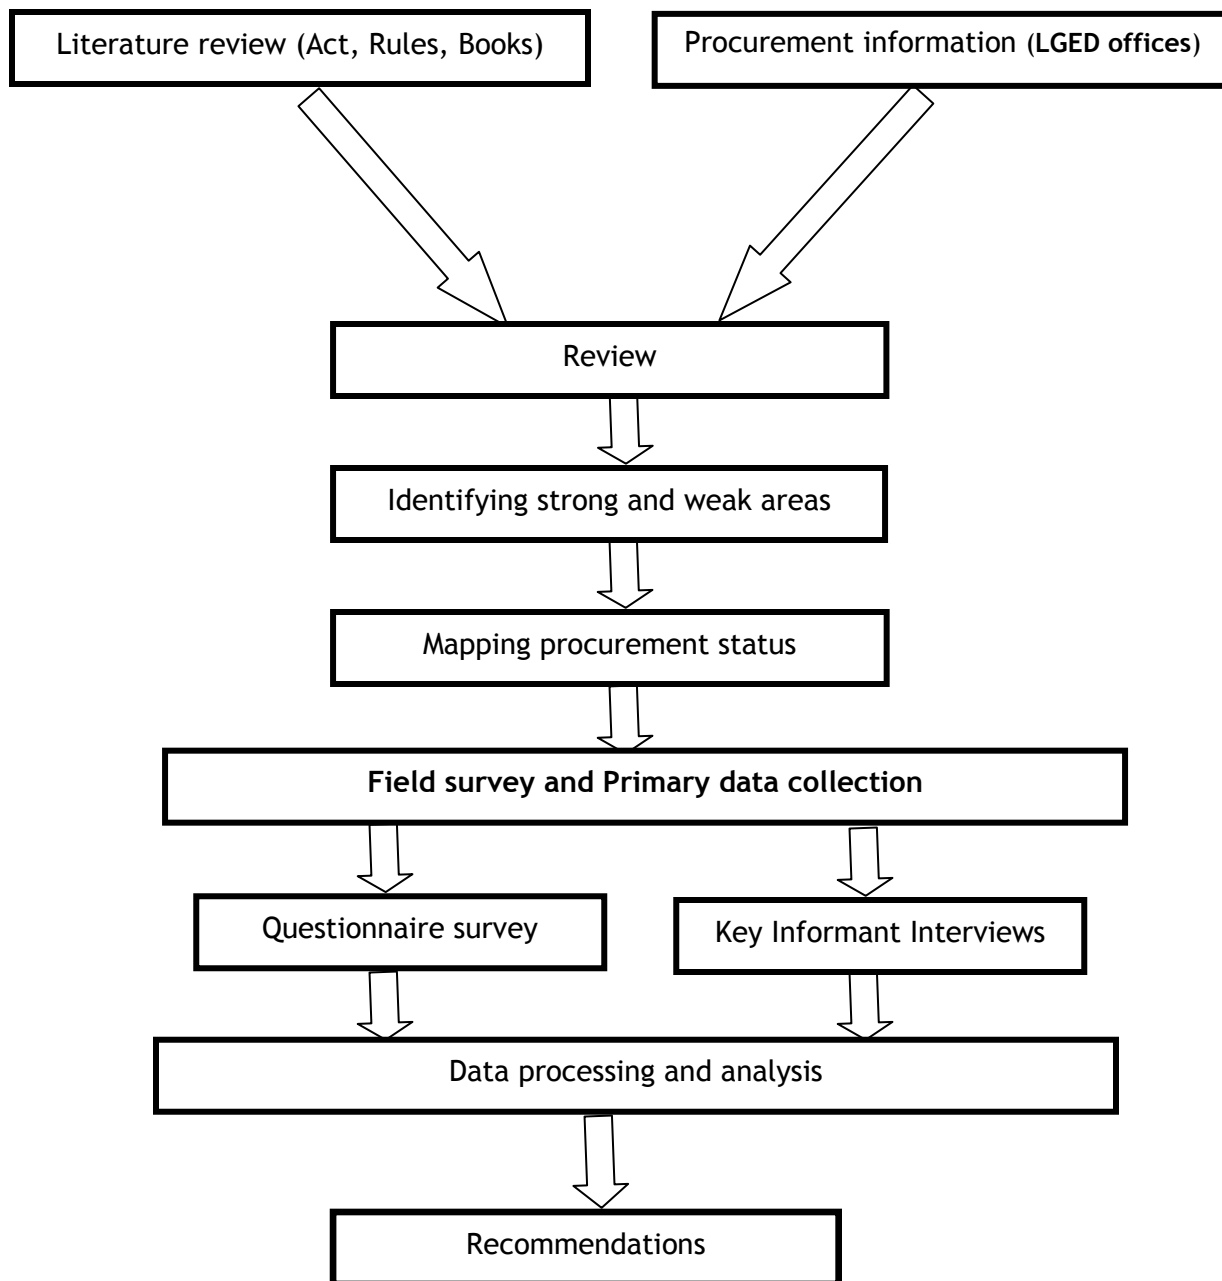 Literature review (Act, Rules, Books)
Procurement information (LGED offices)
Review
Identifying strong and weak areas
Mapping procurement status
Field survey and Primary data collection
Questionnaire survey
Key Informant Interviews
Data processing and analysis
Recommendations